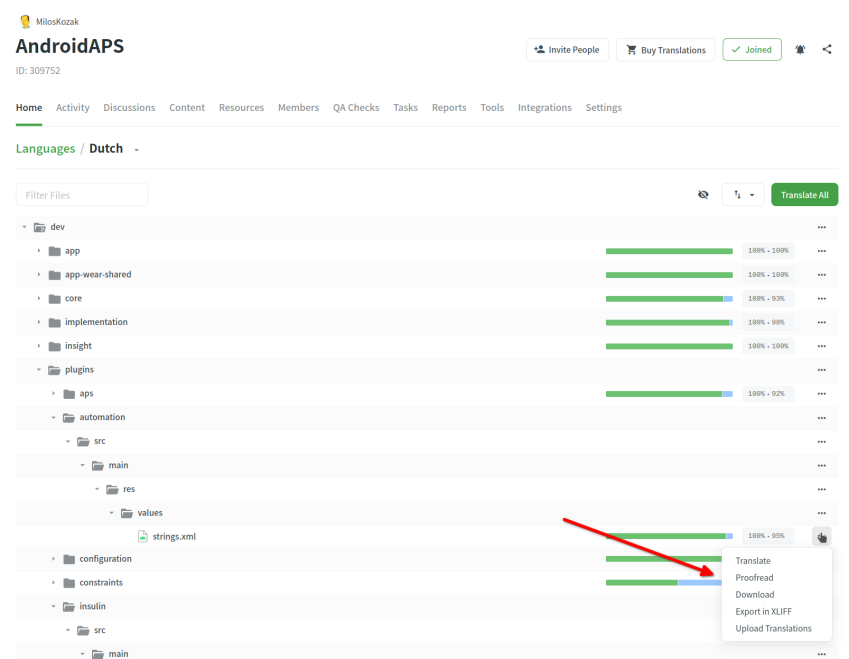 MilosKozak
AndroidAPS
Invite People
Buy Translations
Joined
ID: 309752
Home Activity Discussions Content Resources Members QA Checks Tasks Reports Tools Integrations Settings
Languages / Dutch
Filter Files
Translate All
dev
app 100% • 100%
app-wear-shared 100% • 100%
core 100% • 93%
implementation 100% • 98%
insight 100% • 100%
plugins
aps 100% • 92%
automation
src
main
res
values
strings.xml 100% • 95%
configuration
Translate
constraints
Proofread
Download
insulin
Export in XLIFF
src
Upload Translations
main